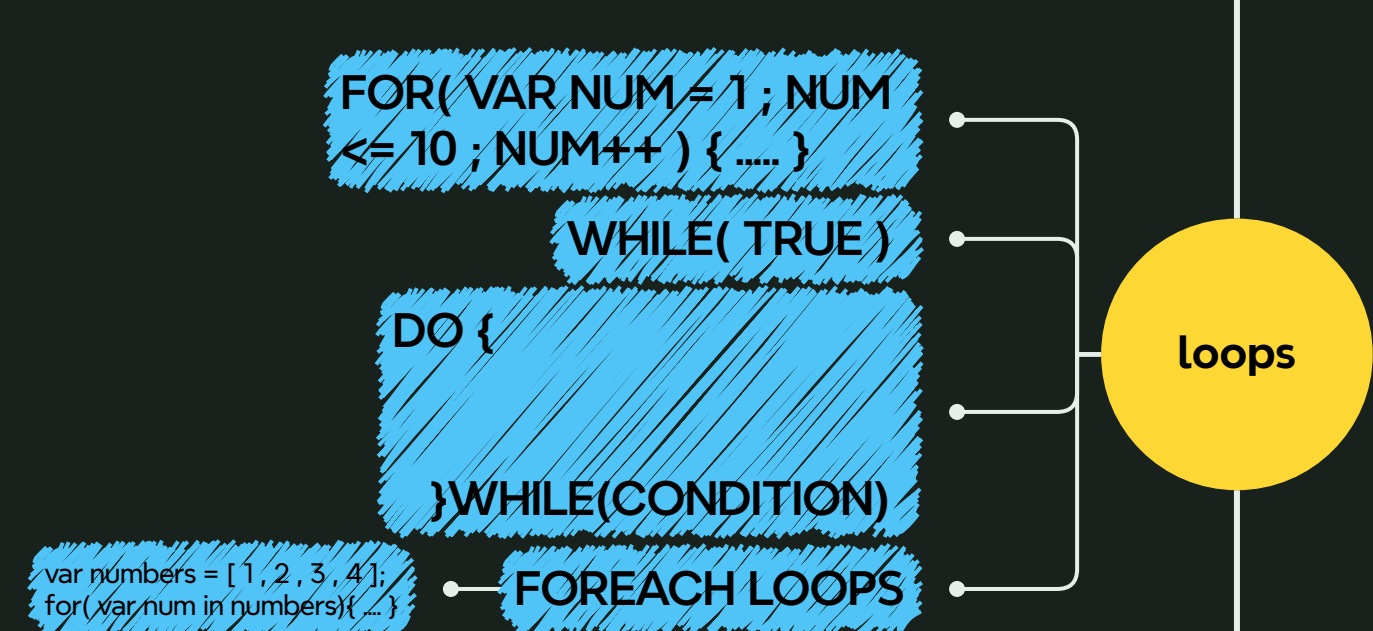 FOR( VAR NUM = 1 ; NUM
<= 10 ; NUM++ ) { ..... }
WHILE( TRUE )
DO {
}WHILE(CONDITION)
loops
FOREACH LOOPS
var numbers = [ 1 , 2 , 3 , 4 ];
for( var num in numbers){ .... }